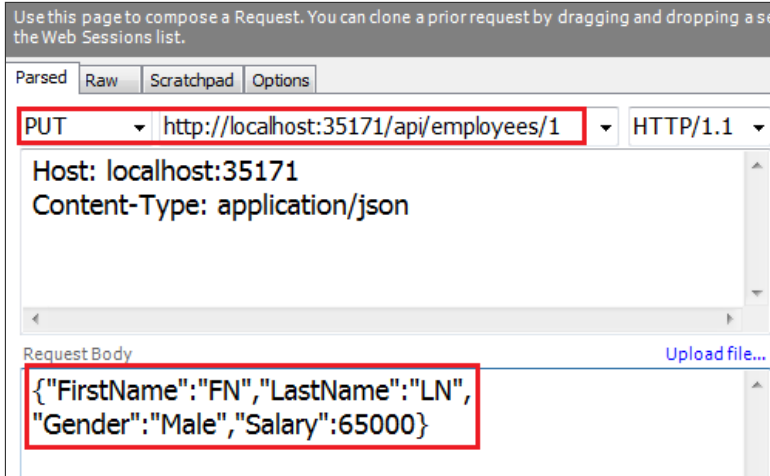 Use this page to compose a Request. You can clone a prior request by dragging and dropping a se
the Web Sessions list.
Parsed Raw Scratchpad Options
PUT http://localhost:35171/api/employees/1 HTTP/1.1
Host: localhost:35171
Content-Type: application/json
Request Body Upload file...
{"FirstName":"FN","LastName":"LN",
"Gender":"Male","Salary":65000}